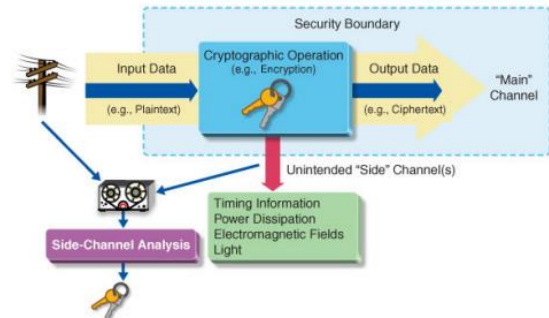 Security Boundary
Input Data
(e.g., Plaintext)
Cryptographic Operation
(e.g., Encryption)
Output Data
(e.g., Ciphertext)
“Main”
Channel
Unintended “Side” Channel(s)
Timing Information
Power Dissipation
Electromagnetic Fields
Light
Side-Channel Analysis